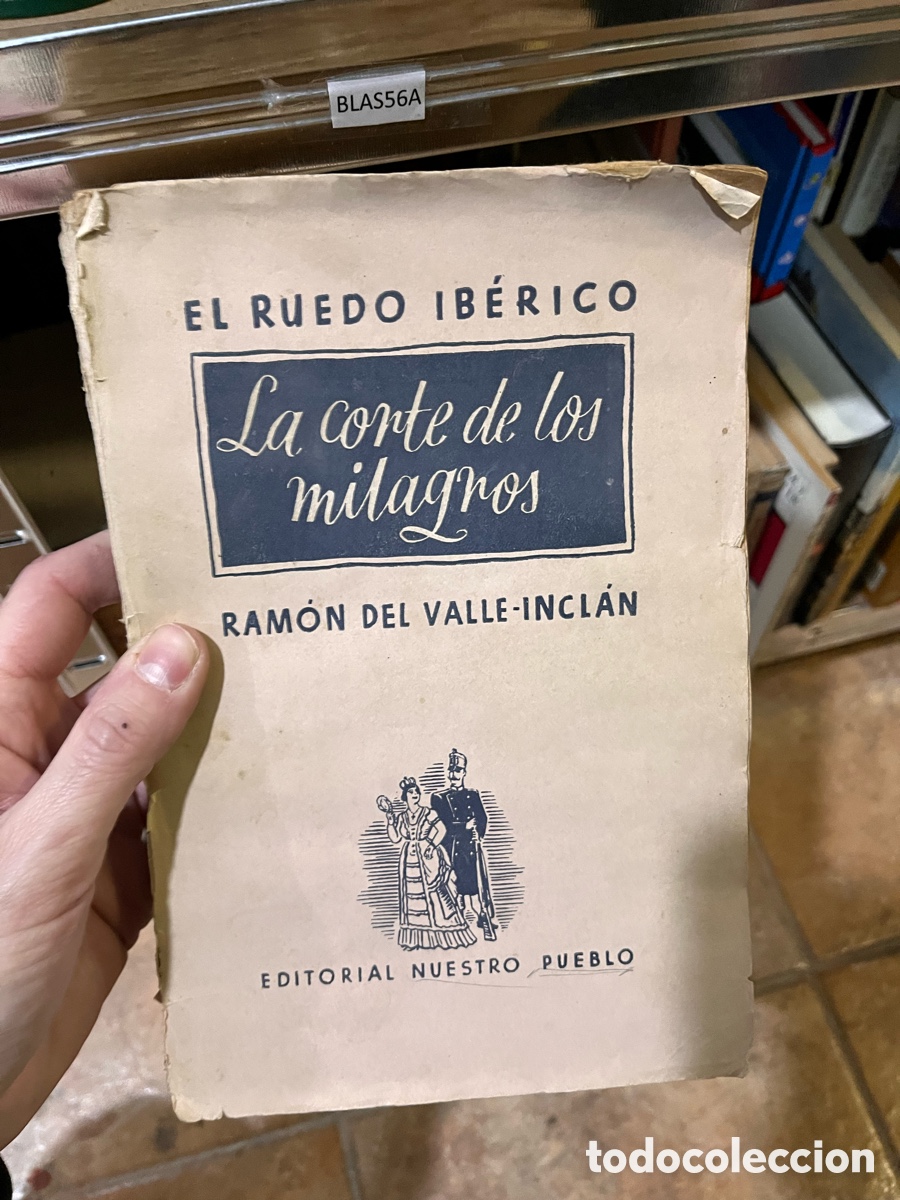 BLAS56A
EL RUEDO IBÉRICO
La corte de los
milagros
RAMÓN DEL VALLE-INCLÁN
EDITORIAL NUESTRO PUEBLO
todocoleccion